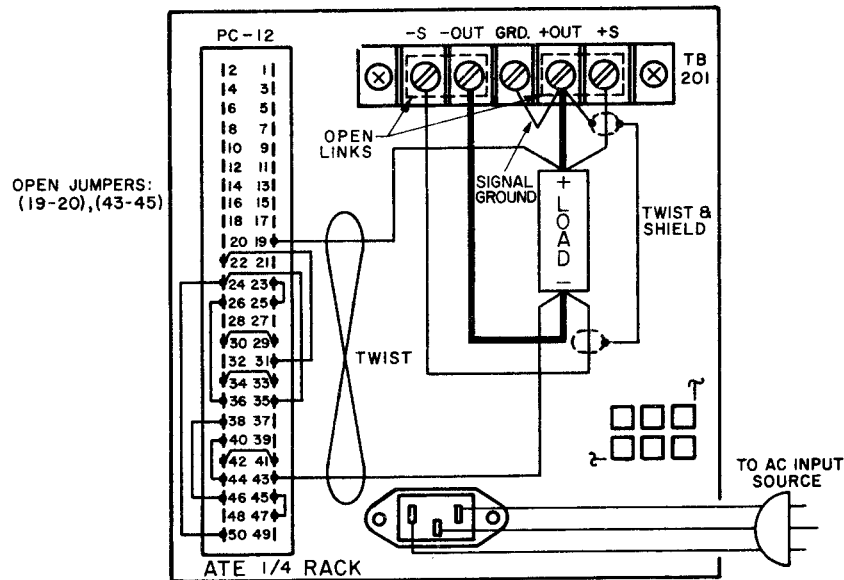 PC-12
-S -OUT GRD. +OUT +S
TB
201
2 1
4 3
6 5
8 7
10 9
12 11
14 13
16 15
18 17
20 19
22 21
24 23
26 25
28 27
30 29
32 31
34 33
36 35
38 37
40 39
42 41
44 43
46 45
48 47
50 49
OPEN JUMPERS:
(19-20),(43-45)
OPEN
LINKS
SIGNAL
GROUND
+
LOAD
-
TWIST &
SHIELD
TWIST
TO AC INPUT
SOURCE
ATE 1/4 RACK